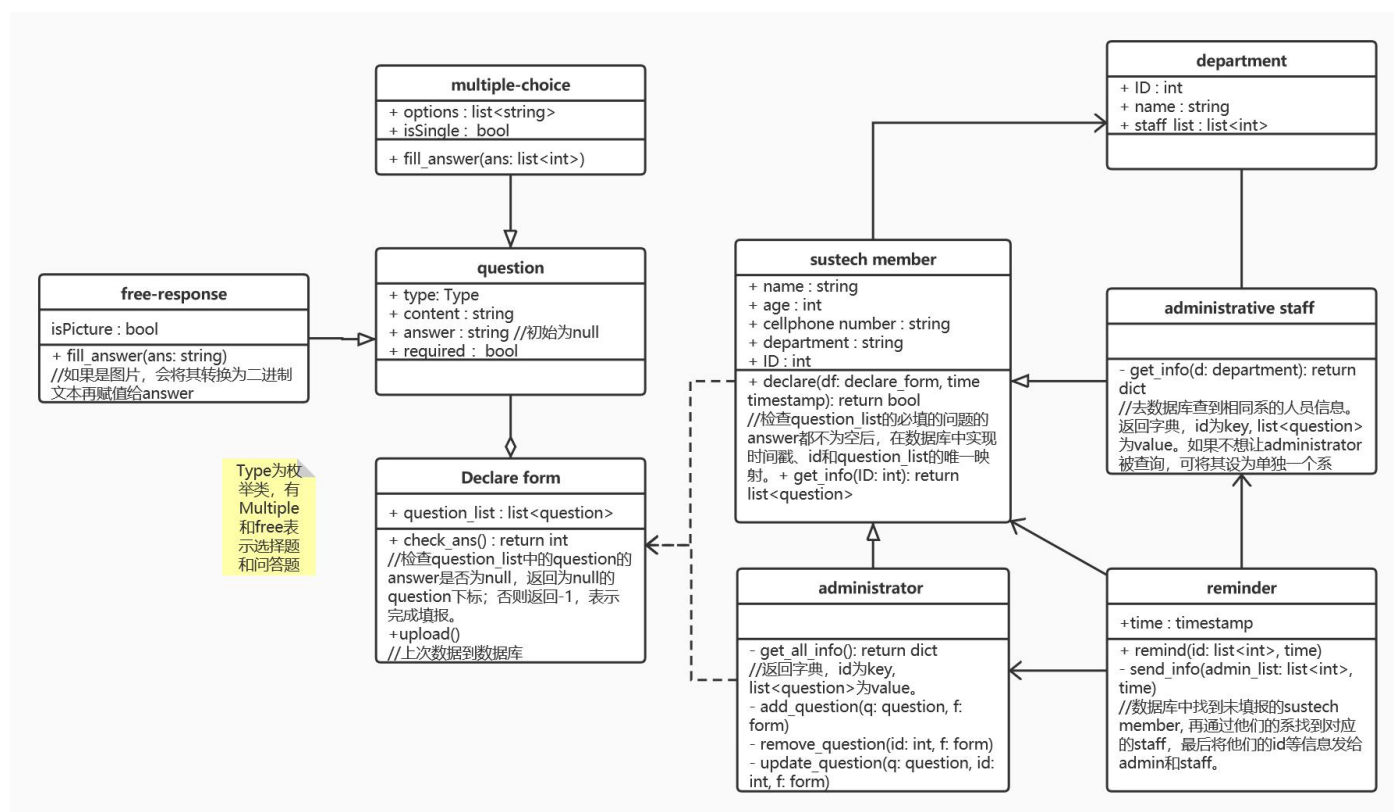 multiple-choice
+ options : list<string>
+ isSingle :  bool
+ fill_answer(ans: list<int>)
department
+ ID : int
+ name : string
+ staff list : list<int>
question
+ type: Type
+ content : string
+ answer : string //初始为null
+ required :  bool
free-response
isPicture : bool
+ fill_answer(ans: string)
//如果是图片，会将其转换为二进制
文本再赋值给answer
sustech member
+ name : string
+ age : int
+ cellphone number : string
+ department : string
+ ID : int
+ declare(df: declare_form, time
timestamp): return bool
//检查question_list的必填的问题的
answer都不为空后，在数据库中实现
时间戳、id和question_list的唯一映
射。+ get_info(ID: int): return
list<question>
administrative staff
- get_info(d: department): return
dict
//去数据库查到相同系的人员信息。
返回字典，id为key, list<question>
为value。如果不想让administrator
被查询，可将其设为单独一个系
Type为枚
举类，有
Multiple
和free表
示选择题
和问答题
Declare form
+ question_list : list<question>
+ check_ans() : return int
//检查question_list中的question的
answer是否为null，返回为null的
question下标；否则返回-1，表示
完成填报。
+upload()
//上次数据到数据库
administrator
- get_all_info(): return dict
//返回字典，id为key,
list<question>为value。
- add_question(q: question, f:
form)
- remove_question(id: int, f: form)
- update_question(q: question, id:
int, f: form)
reminder
+time : timestamp
+ remind(id: list<int>, time)
- send_info(admin_list: list<int>,
time)
//数据库中找到未填报的sustech
member, 再通过他们的系找到对应
的staff，最后将他们的id等信息发给
admin和staff。